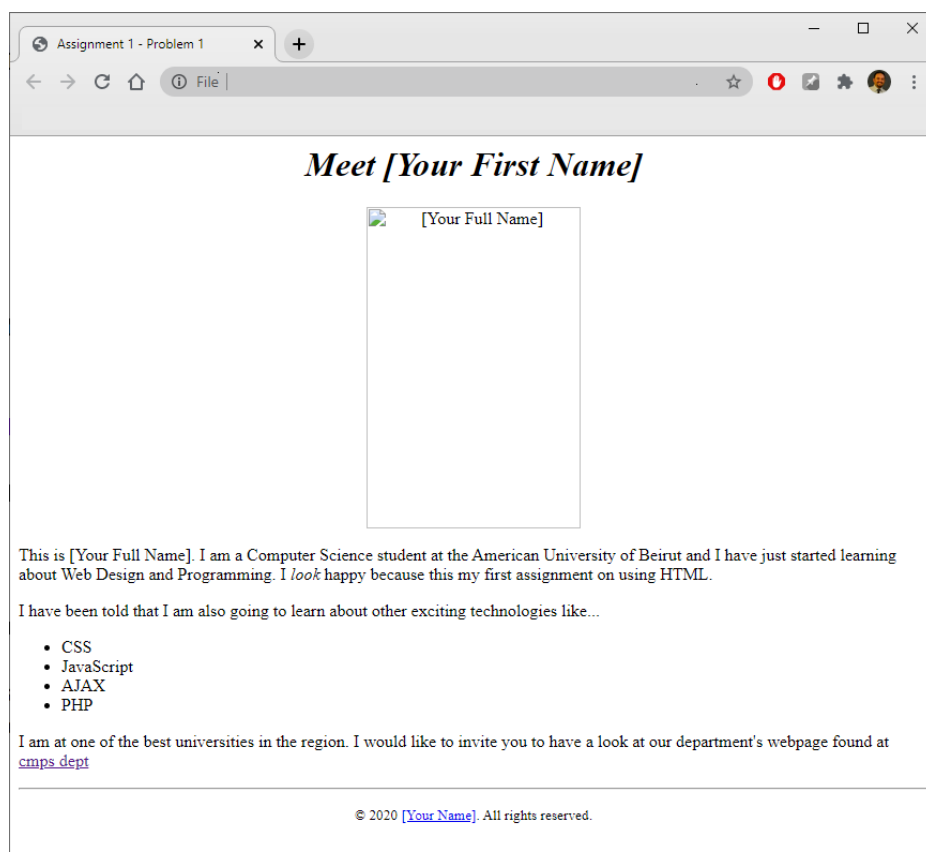 Assignment 1 - Problem 1
File
Meet [Your First Name]
[Your Full Name]
This is [Your Full Name]. I am a Computer Science student at the American University of Beirut and I have just started learning
about Web Design and Programming. I look happy because this my first assignment on using HTML.
I have been told that I am also going to learn about other exciting technologies like...
• CSS
• JavaScript
• AJAX
• PHP
I am at one of the best universities in the region. I would like to invite you to have a look at our department's webpage found at
cmps dept
© 2020 [Your Name]. All rights reserved.